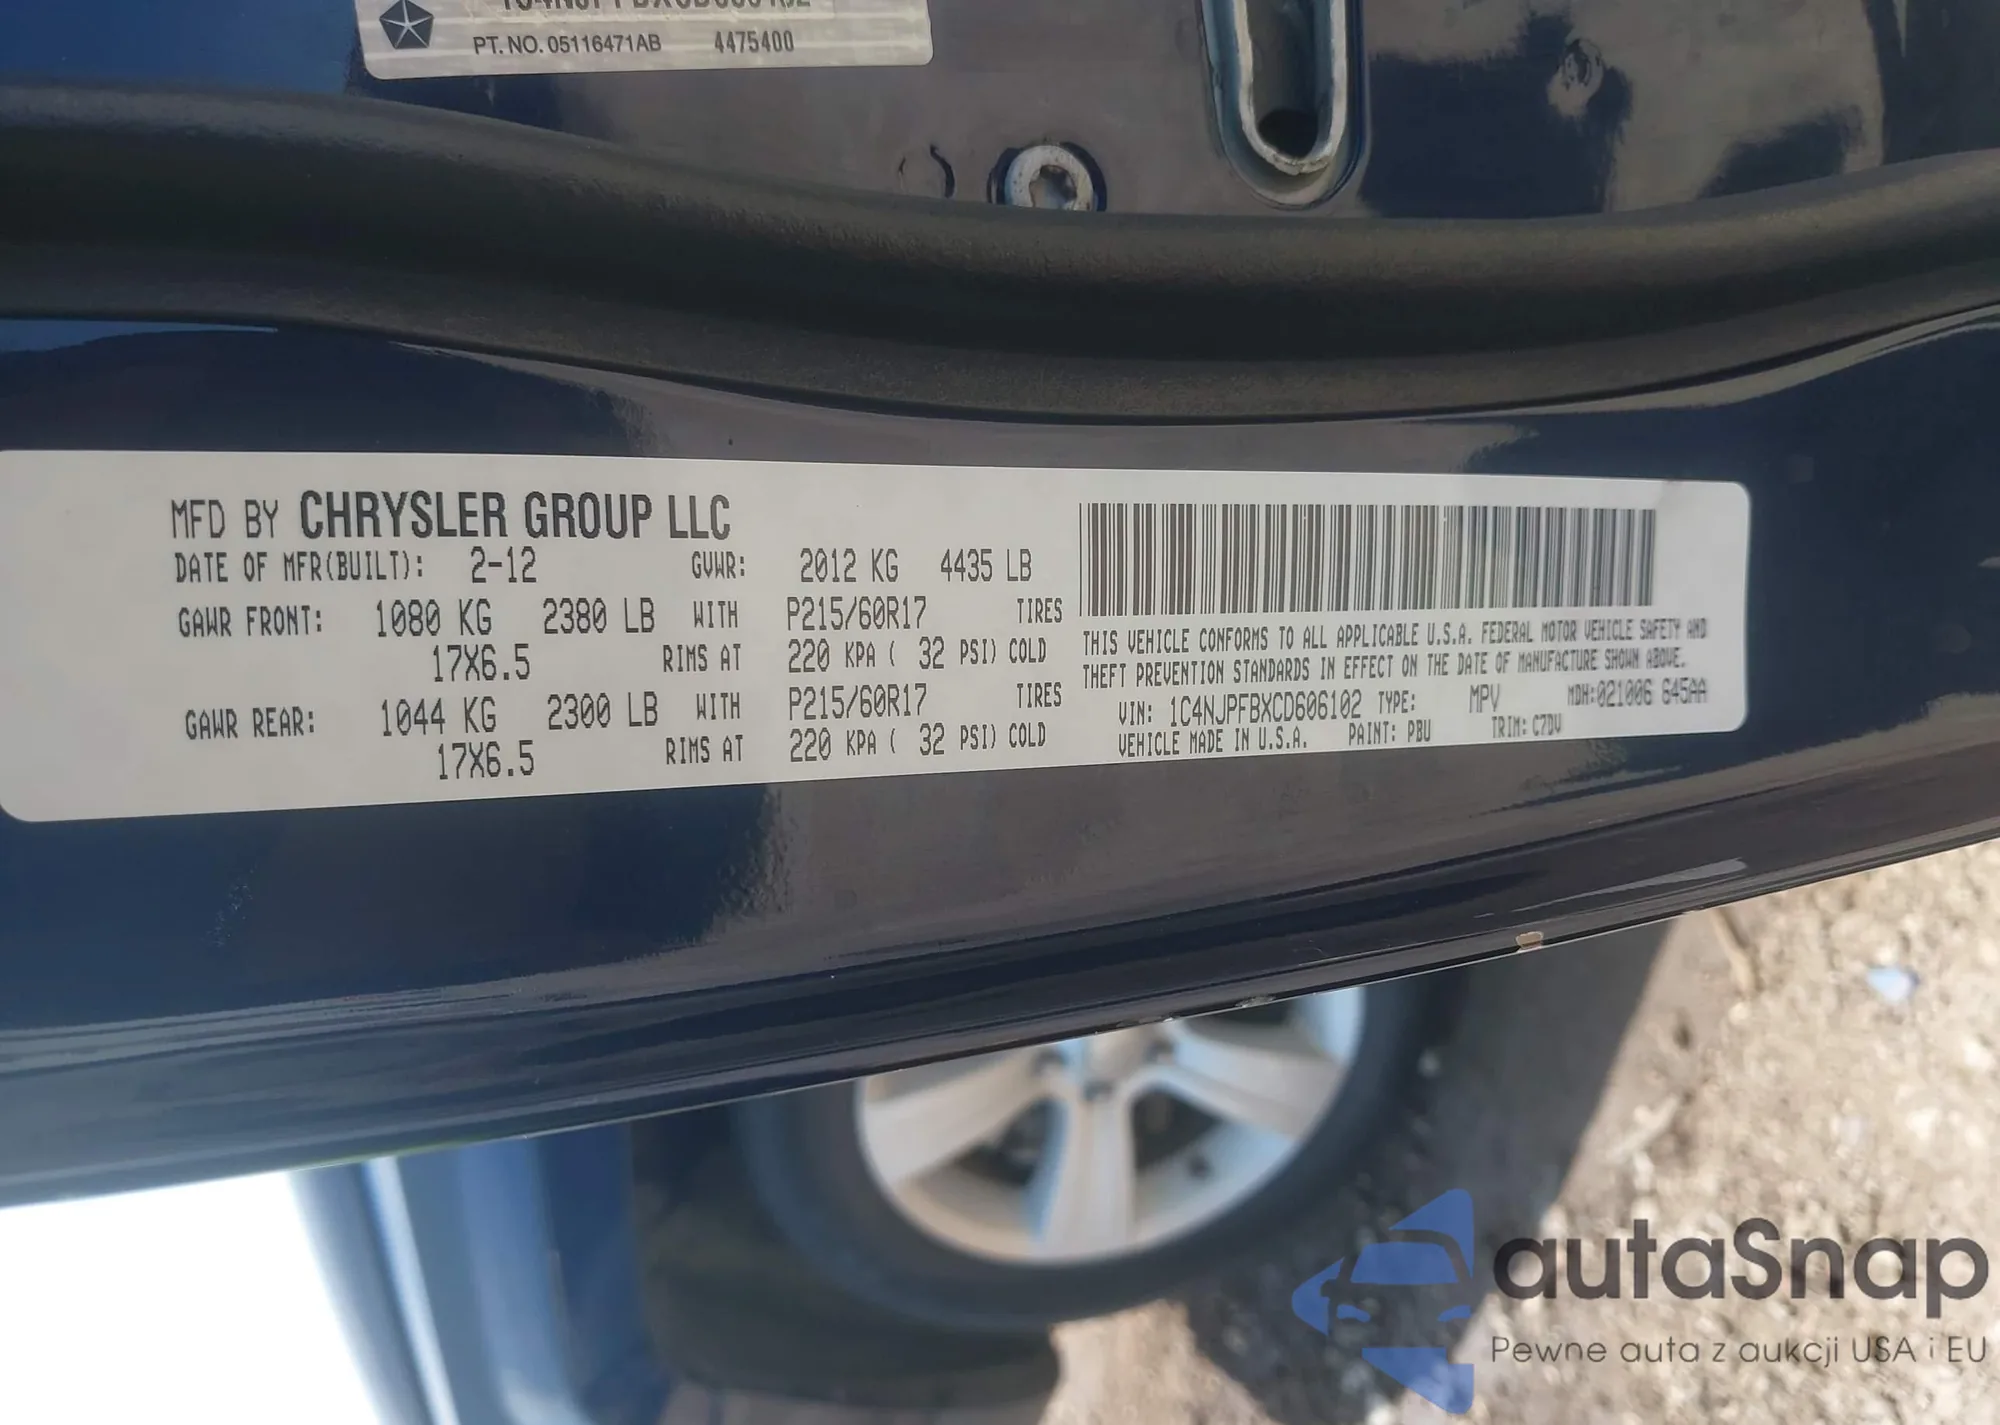 PT. NO. 05116471AB 4475400
MFD BY CHRYSLER GROUP LLC
DATE OF MFR(BUILT): 2-12 GVWR: 2012 KG 4435 LB
GAWR FRONT: 1080 KG 2380 LB WITH P215/60R17 TIRES
17X6.5 RIMS AT 220 KPA ( 32 PSI) COLD
GAWR REAR: 1044 KG 2300 LB WITH P215/60R17 TIRES
17X6.5 RIMS AT 220 KPA ( 32 PSI) COLD
THIS VEHICLE CONFORMS TO ALL APPLICABLE U.S.A. FEDERAL MOTOR VEHICLE SAFETY AND
THEFT PREVENTION STANDARDS IN EFFECT ON THE DATE OF MANUFACTURE SHOWN ABOVE.
VIN: 1C4NJPFBXCD606102 TYPE: MPV MDH:021006 645AA
VEHICLE MADE IN U.S.A. PAINT: PBU TRIM: C7DV
autaSnap
Pewne auta z aukcji USA i EU